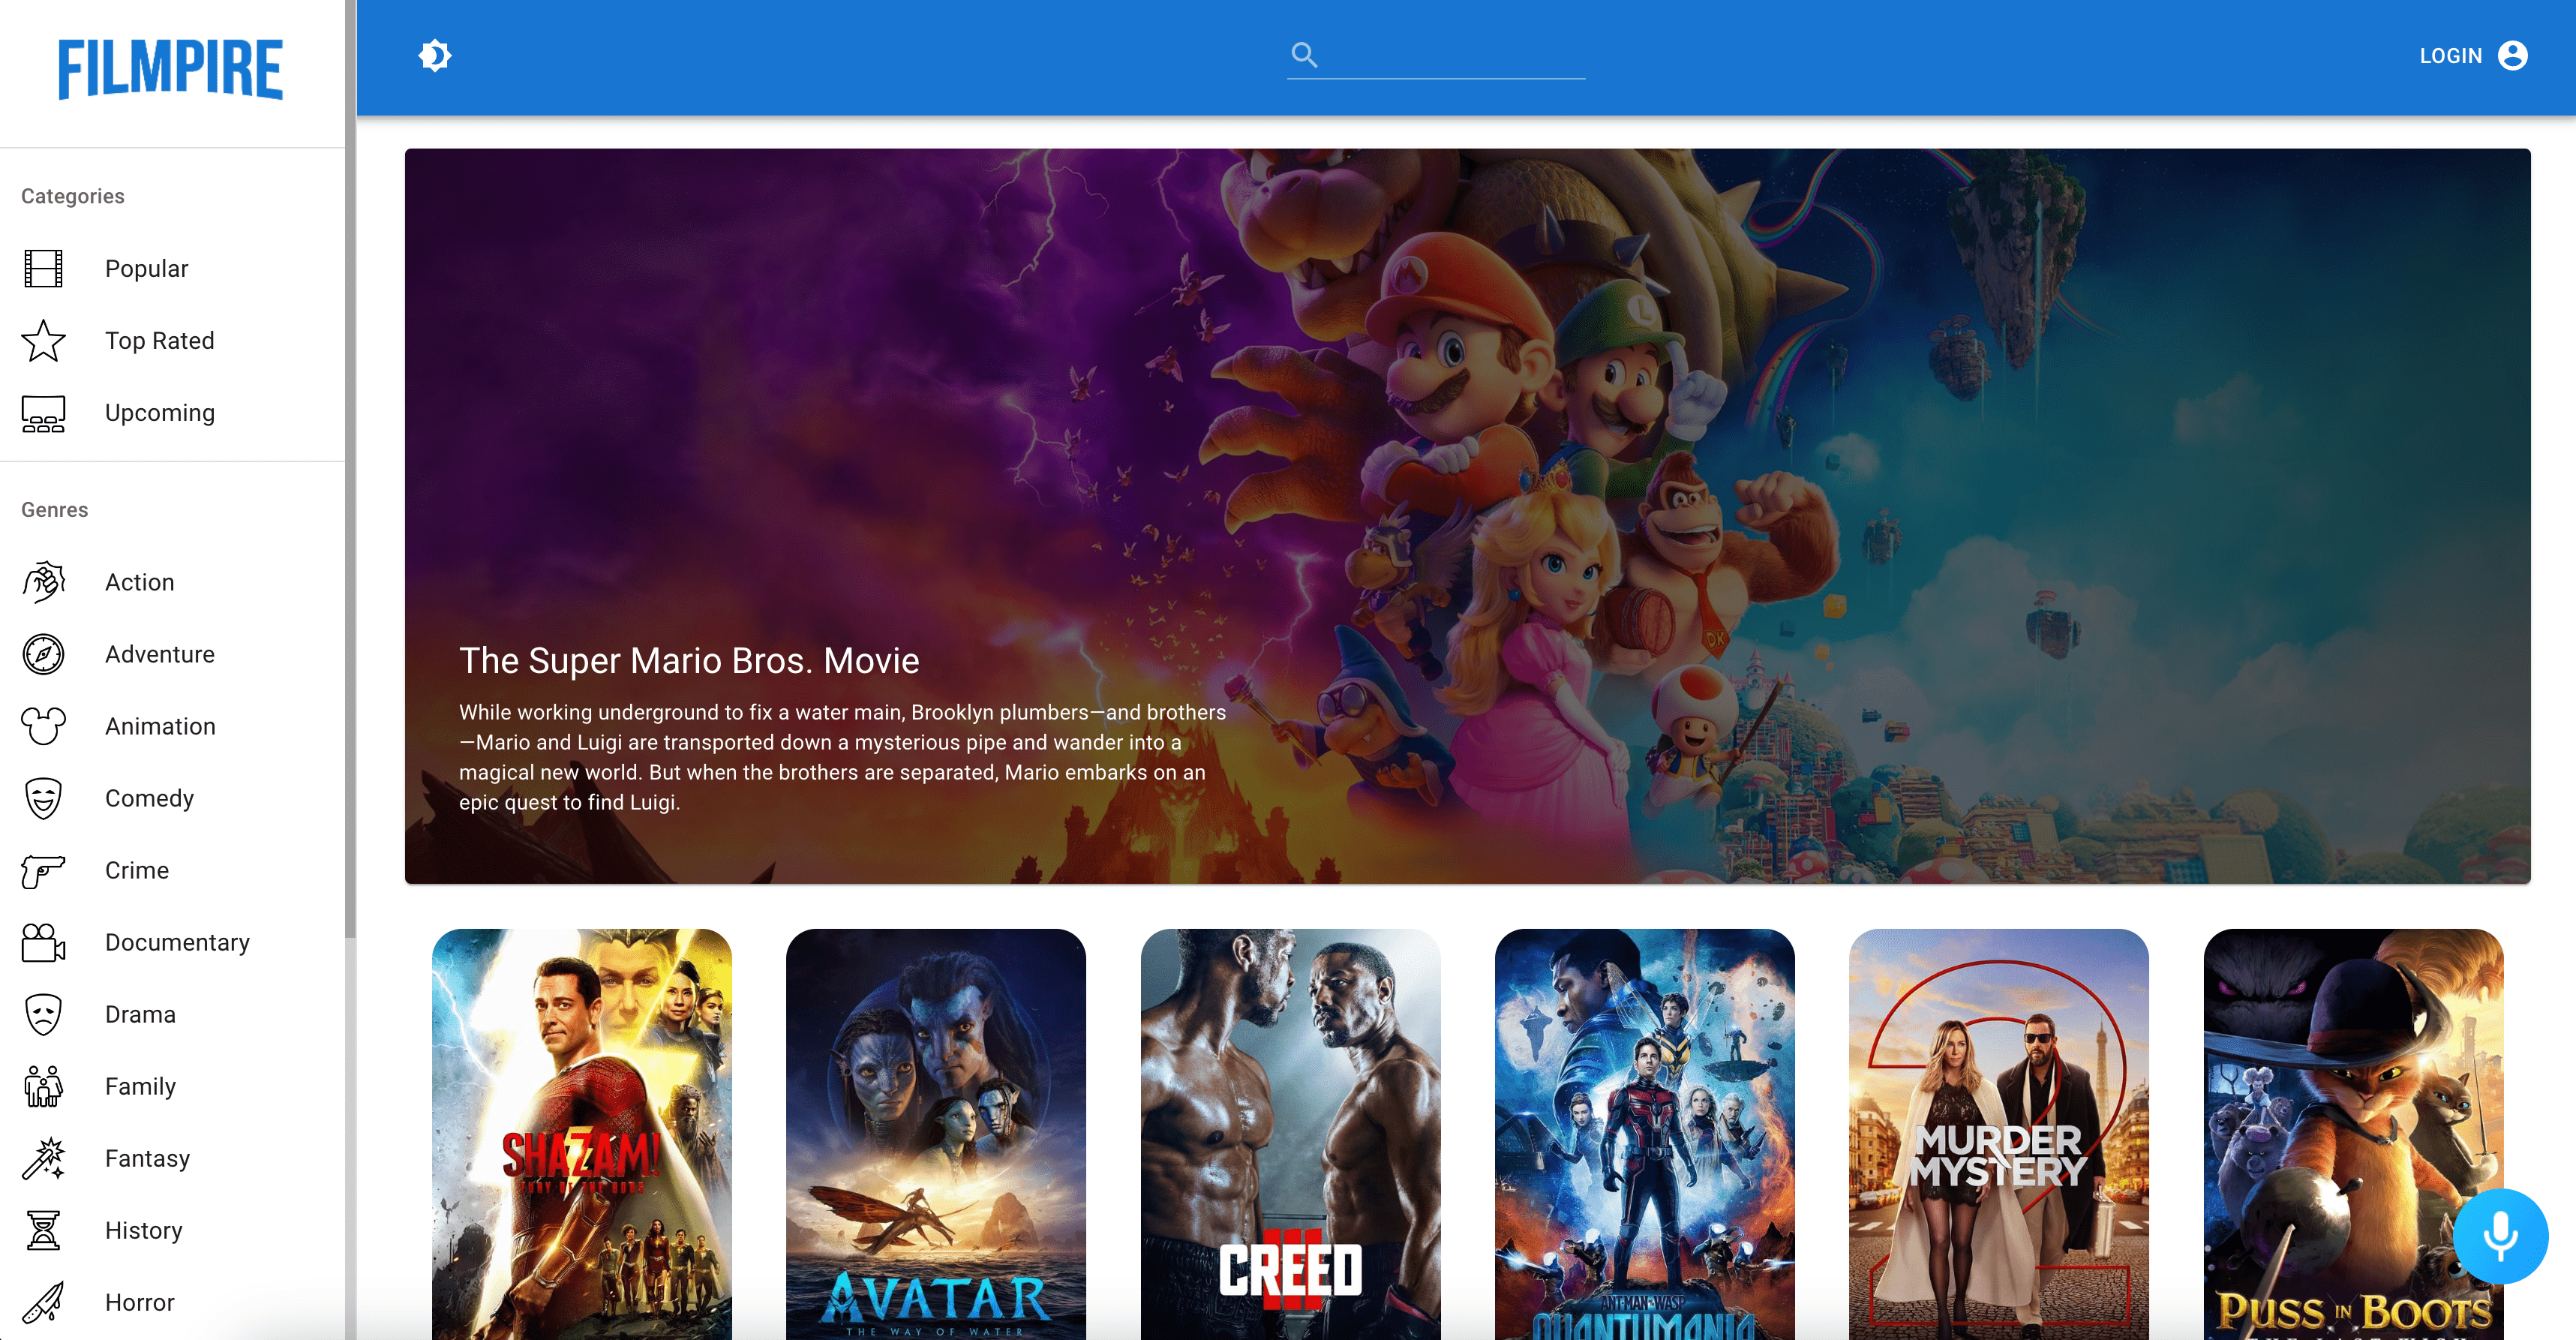 FILMPIRE
LOGIN
Categories
Popular
Top Rated
Upcoming
Genres
Action
Adventure
Animation
Comedy
Crime
Documentary
Drama
Family
Fantasy
History
Horror
L
DK
The Super Mario Bros. Movie
While working underground to fix a water main, Brooklyn plumbers—and brothers
—Mario and Luigi are transported down a mysterious pipe and wander into a
magical new world. But when the brothers are separated, Mario embarks on an
epic quest to find Luigi.
SHAZAM!
FURY OF THE GODS
AVATAR
THE WAY OF WATER
CREED
III
ANT-MAN AND THE WASP
QUANTUMANIA
2
MURDER
MYSTERY
PUSS IN BOOTS